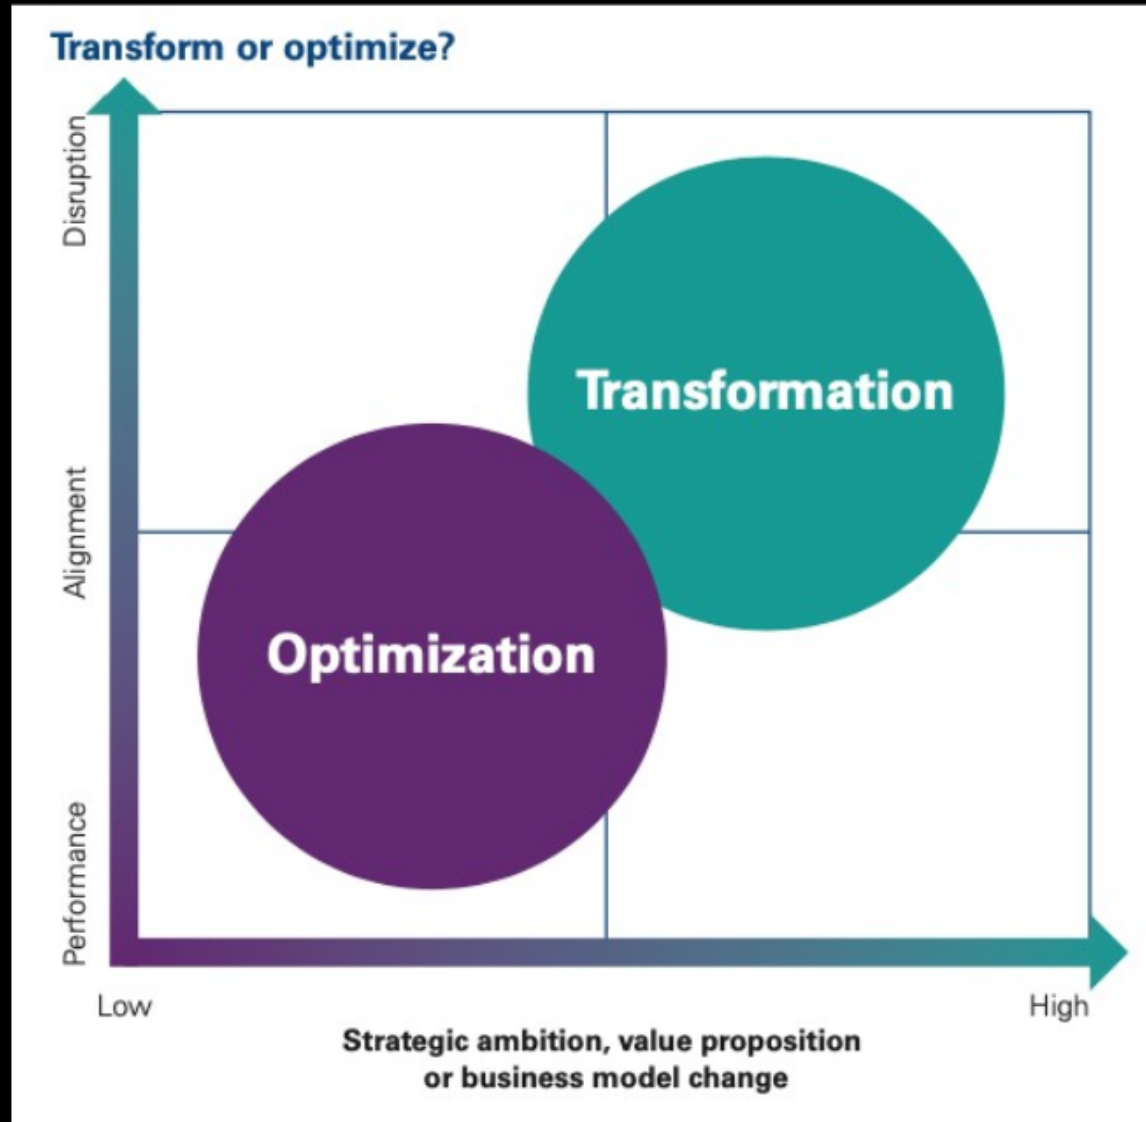 Transform or optimize?
Disruption
Alignment
Performance
Transformation
Optimization
Low
High
Strategic ambition, value proposition
or business model change